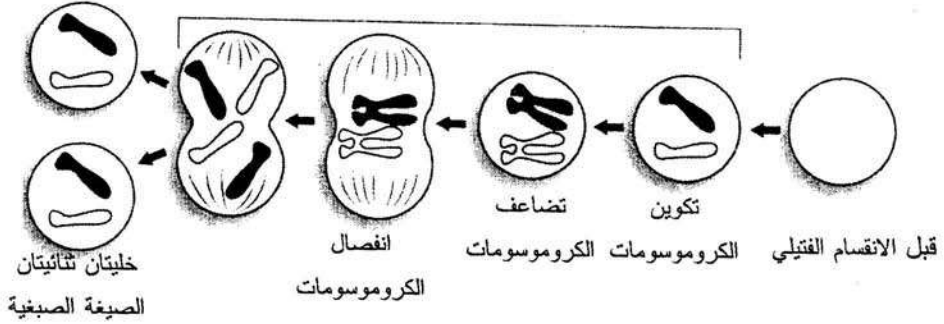 قبل الانقسام الفتيلي
تكوين
الكروموسومات
تضاعف
الكروموسومات
انفصال
الكروموسومات
خليتان ثنائيتان
الصيغة الصبغية